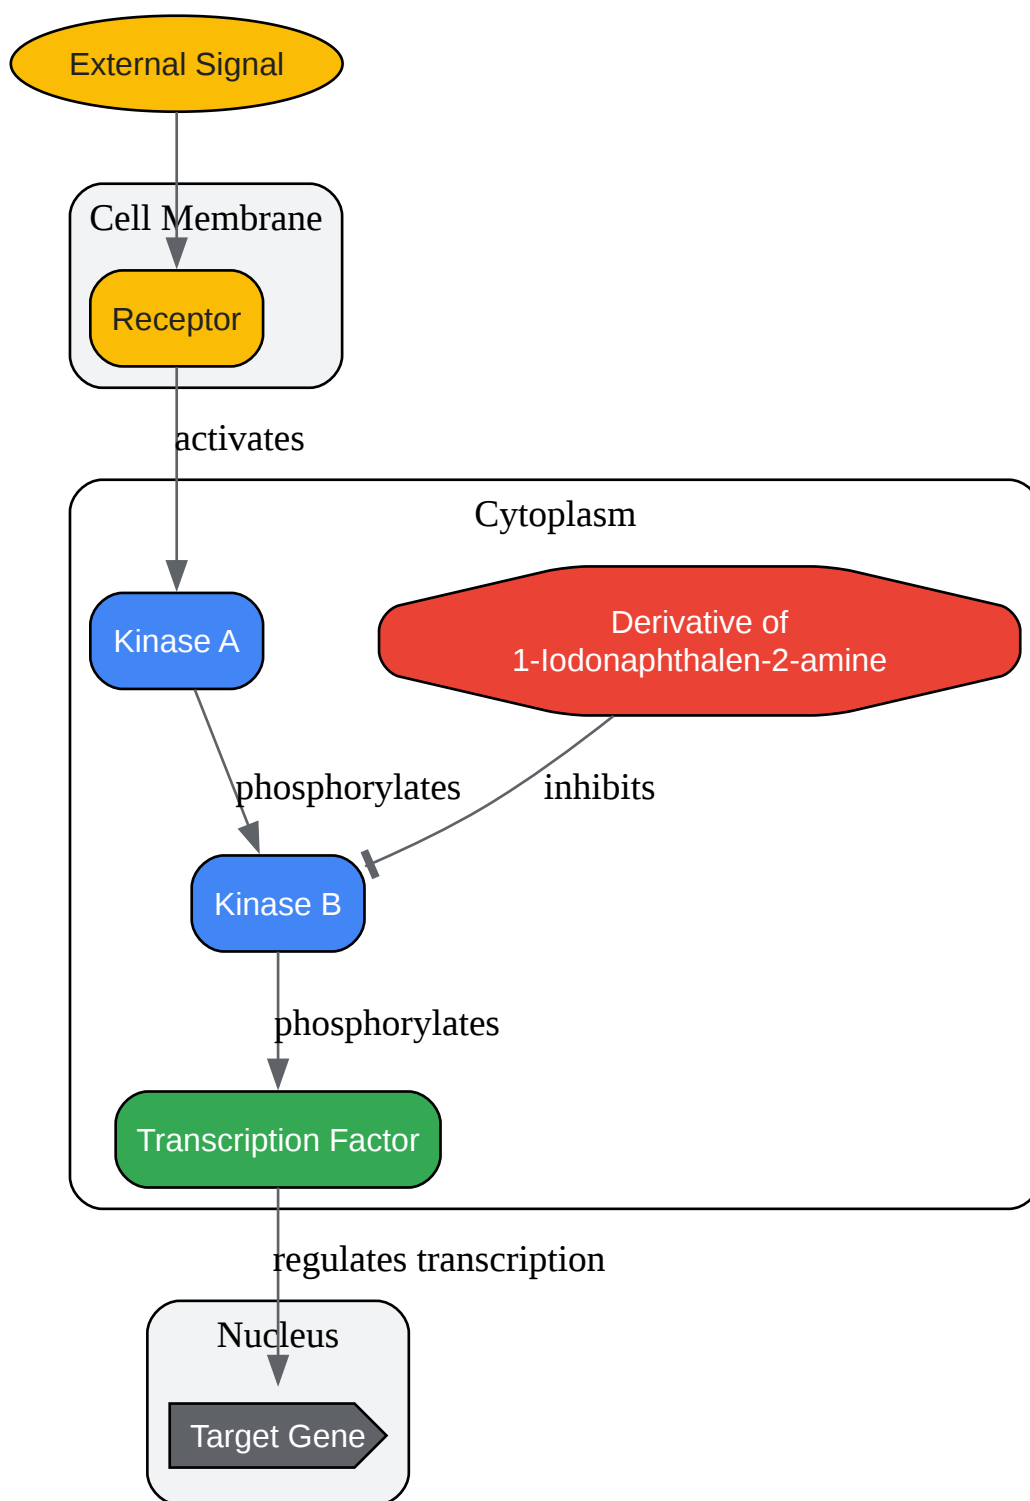 External Signal
Cell Membrane
Receptor
activates
Cytoplasm
Kinase A
Derivative of
1-Iodonaphthalen-2-amine
phosphorylates
inhibits
Kinase B
phosphorylates
Transcription Factor
regulates transcription
Nucleus
Target Gene